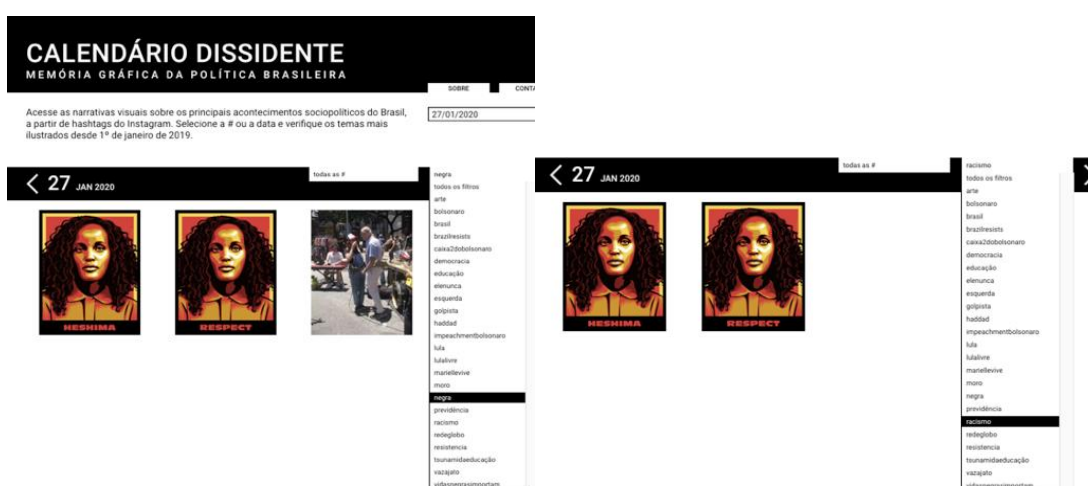 CALENDÁRIO DISSIDENTE
MEMÓRIA GRÁFICA DA POLÍTICA BRASILEIRA
SOBRE
Acesse as narrativas visuais sobre os principais acontecimentos sociopolíticos do Brasil,
a partir de hashtags do Instagram. Selecione a # ou a data e verifique os temas mais
ilustrados desde 1º de janeiro de 2019.
27/01/2020
27 JAN 2020
todas as #
HESHIMA
RESPECT
negra
todos os filtros
arte
bolsonaro
brasil
brazilresists
caixa2dobolsonaro
democracia
educação
elenunca
esquerda
golpista
haddad
impeachmentbolsonaro
lula
lulalivre
mariellevive
moro
negra
previdência
racismo
redeglobo
resistencia
tsunamidaeducação
vazajato
vidasnegrasimportam
27 JAN 2020
todas as #
HESHIMA
RESPECT
racismo
todos os filtros
arte
bolsonaro
brasil
brazilresists
caixa2dobolsonaro
democracia
educação
elenunca
esquerda
golpista
haddad
impeachmentbolsonaro
lula
lulalivre
mariellevive
moro
negra
previdência
racismo
redeglobo
resistencia
tsunamidaeducação
vazajato
vidasnegrasimportam